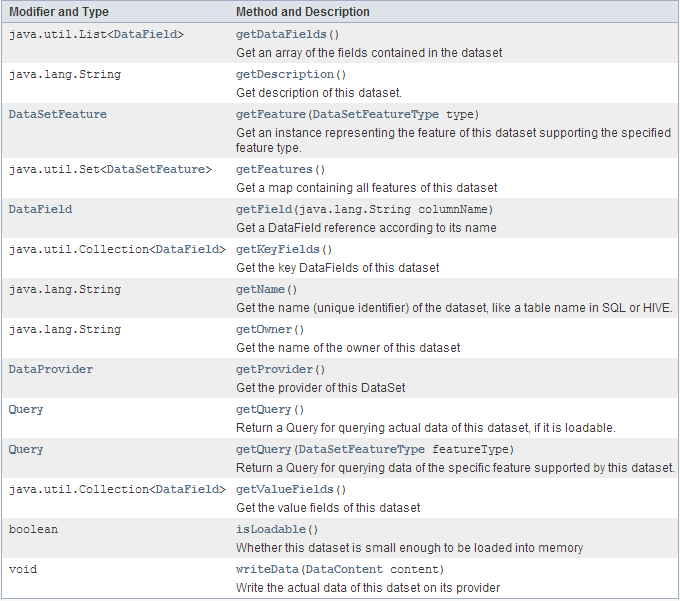 Modifier and Type Method and Description
java.util.List<DataField> getDataFields()
Get an array of the fields contained in the dataset
java.lang.String getDescription()
Get description of this dataset.
DataSetFeature getFeature(DataSetFeatureType type)
Get an instance representing the feature of this dataset supporting the specified
feature type.
java.util.Set<DataSetFeature> getFeatures()
Get a map containing all features of this dataset
DataField getField(java.lang.String columnName)
Get a DataField reference according to its name
java.util.Collection<DataField> getKeyFields()
Get the key DataFields of this dataset
java.lang.String getName()
Get the name (unique identifier) of the dataset, like a table name in SQL or HIVE.
java.lang.String getOwner()
Get the name of the owner of this dataset
DataProvider getProvider()
Get the provider of this DataSet
Query getQuery()
Return a Query for querying actual data of this dataset, if it is loadable.
Query getQuery(DataSetFeatureType featureType)
Return a Query for querying data of the specific feature supported by this dataset.
java.util.Collection<DataField> getValueFields()
Get the value fields of this dataset
boolean isLoadable()
Whether this dataset is small enough to be loaded into memory
void writeData(DataContent content)
Write the actual data of this datset on its provider